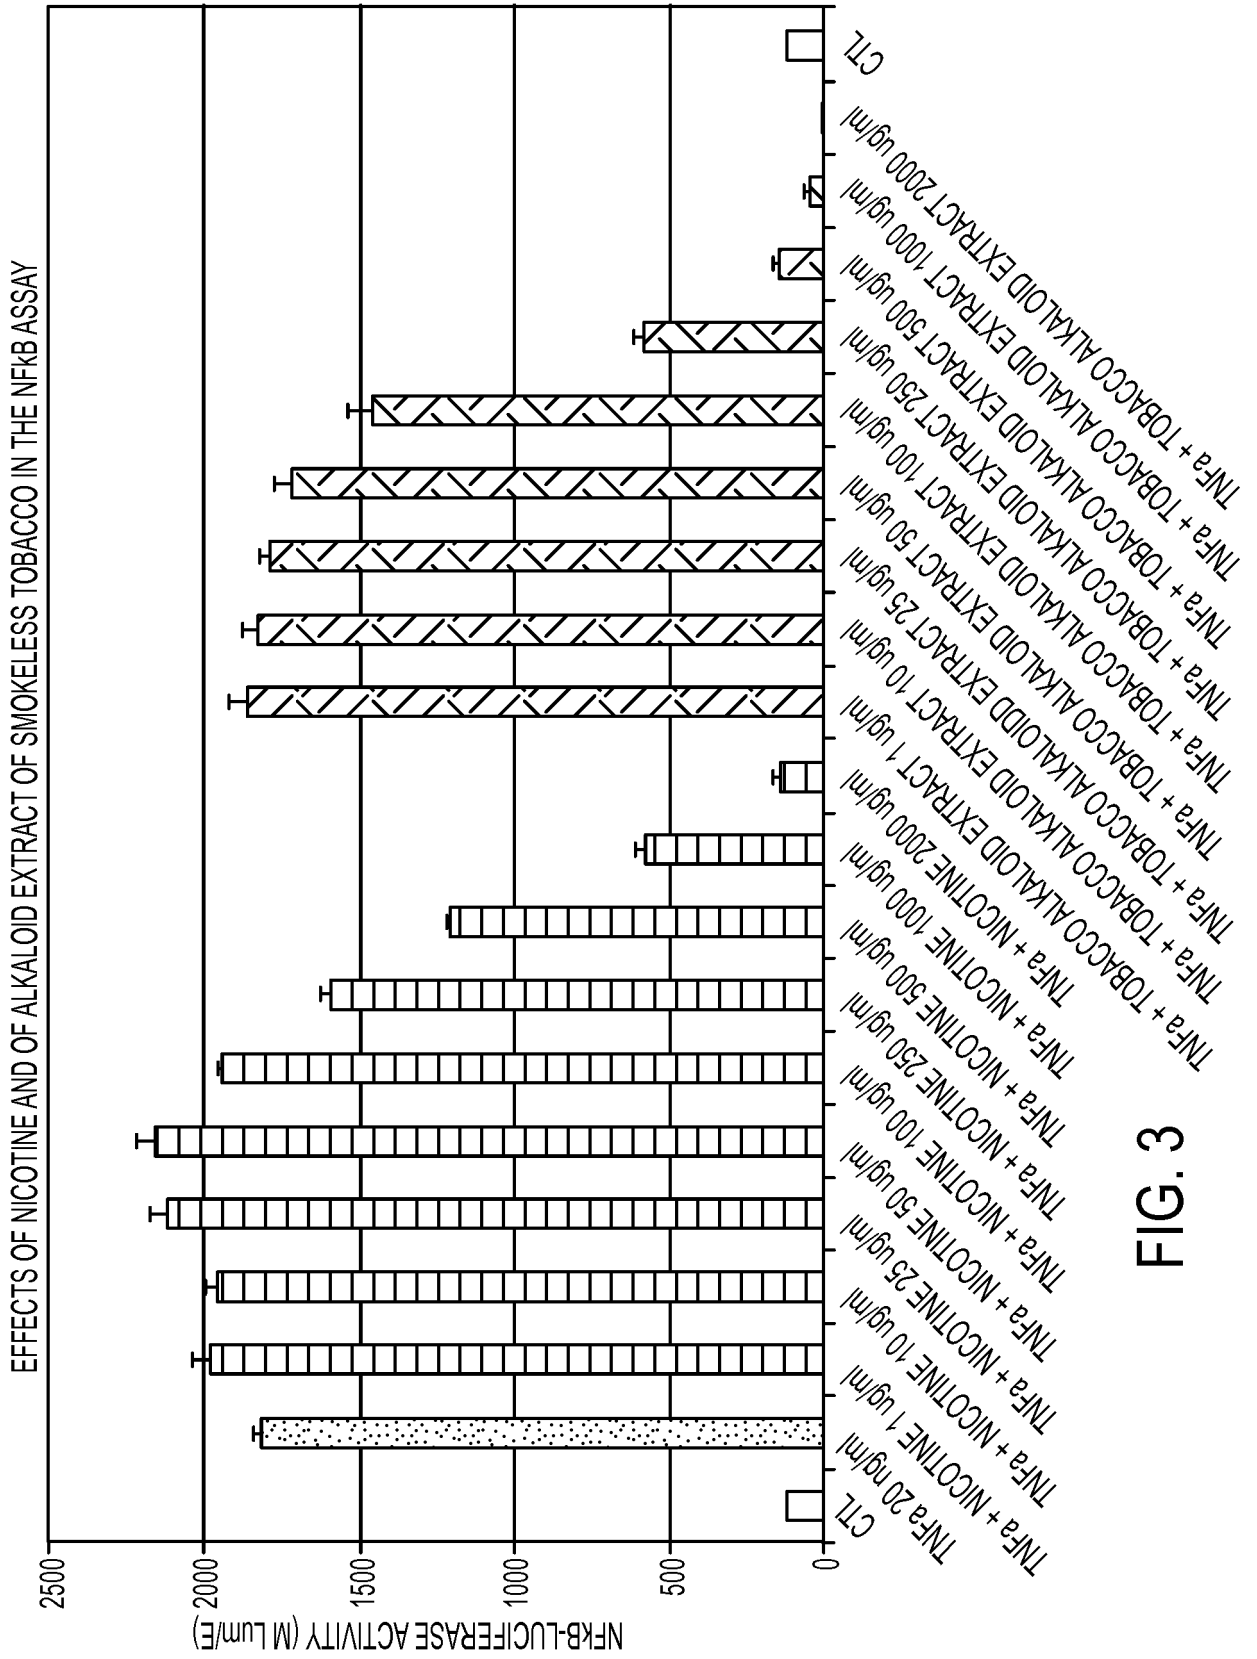 EFFECTS OF NICOTINE AND OF ALKALOID EXTRACT OF SMOKELESS TOBACCO IN THE NFkB ASSAY
NFkB-LUCIFERASE ACTIVITY (M Lum/E)
2500
2000
1500
1000
500
0
CTL
TNFa 20 ng/ml
TNFa + NICOTINE 1 ug/ml
TNFa + NICOTINE 10 ug/ml
TNFa + NICOTINE 25 ug/ml
TNFa + NICOTINE 50 ug/ml
TNFa + NICOTINE 100 ug/ml
TNFa + NICOTINE 250 ug/ml
TNFa + NICOTINE 500 ug/ml
TNFa + NICOTINE 1000 ug/ml
TNFa + NICOTINE 2000 ug/ml
TNFa + TOBACCO ALKALOID EXTRACT 1 ug/ml
TNFa + TOBACCO ALKALOID EXTRACT 10 ug/ml
TNFa + TOBACCO ALKALOIDD EXTRACT 25 ug/ml
TNFa + TOBACCO ALKALOID EXTRACT 50 ug/ml
TNFa + TOBACCO ALKALOID EXTRACT 100 ug/ml
TNFa + TOBACCO ALKALOID EXTRACT 250 ug/ml
TNFa + TOBACCO ALKALOID EXTRACT 500 ug/ml
TNFa + TOBACCO ALKALOID EXTRACT 1000 ug/ml
TNFa + TOBACCO ALKALOID EXTRACT 2000 ug/ml
CTL
FIG. 3